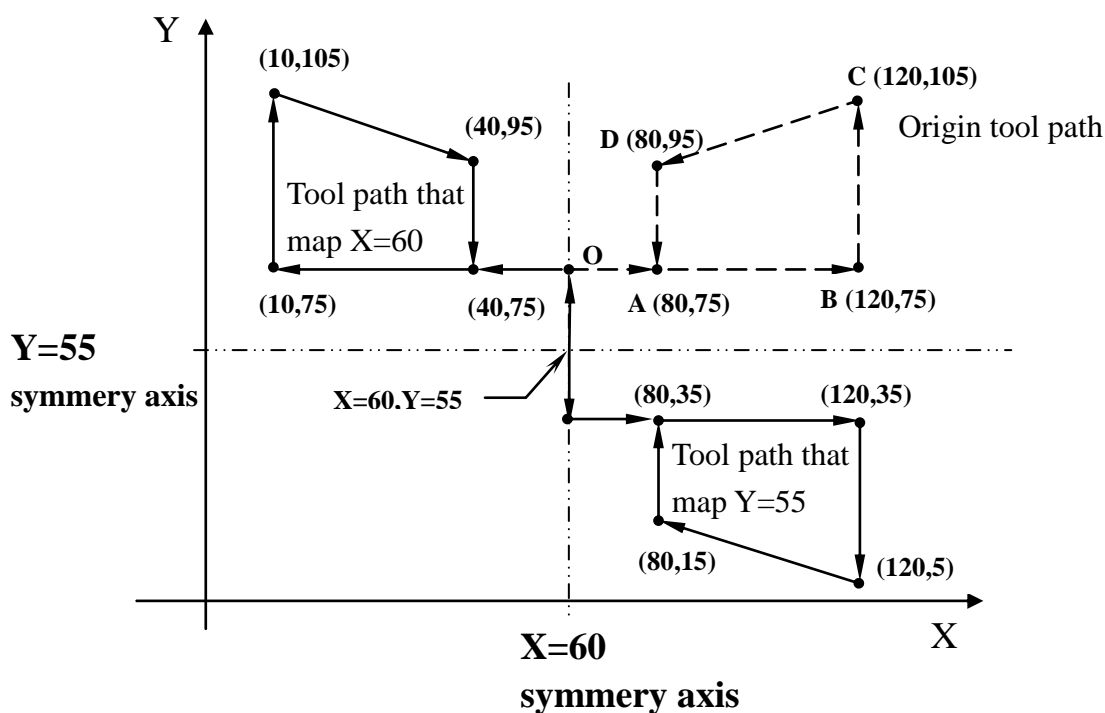 Y
(10,105)
C (120,105)
(40,95)
D (80,95)
Origin tool path
Tool path that
map X=60
O
(10,75)
(40,75)
A (80,75)
B (120,75)
Y=55
symmery axis
X=60,Y=55
(80,35)
(120,35)
Tool path that
map Y=55
(80,15)
(120,5)
X
X=60
symmery axis